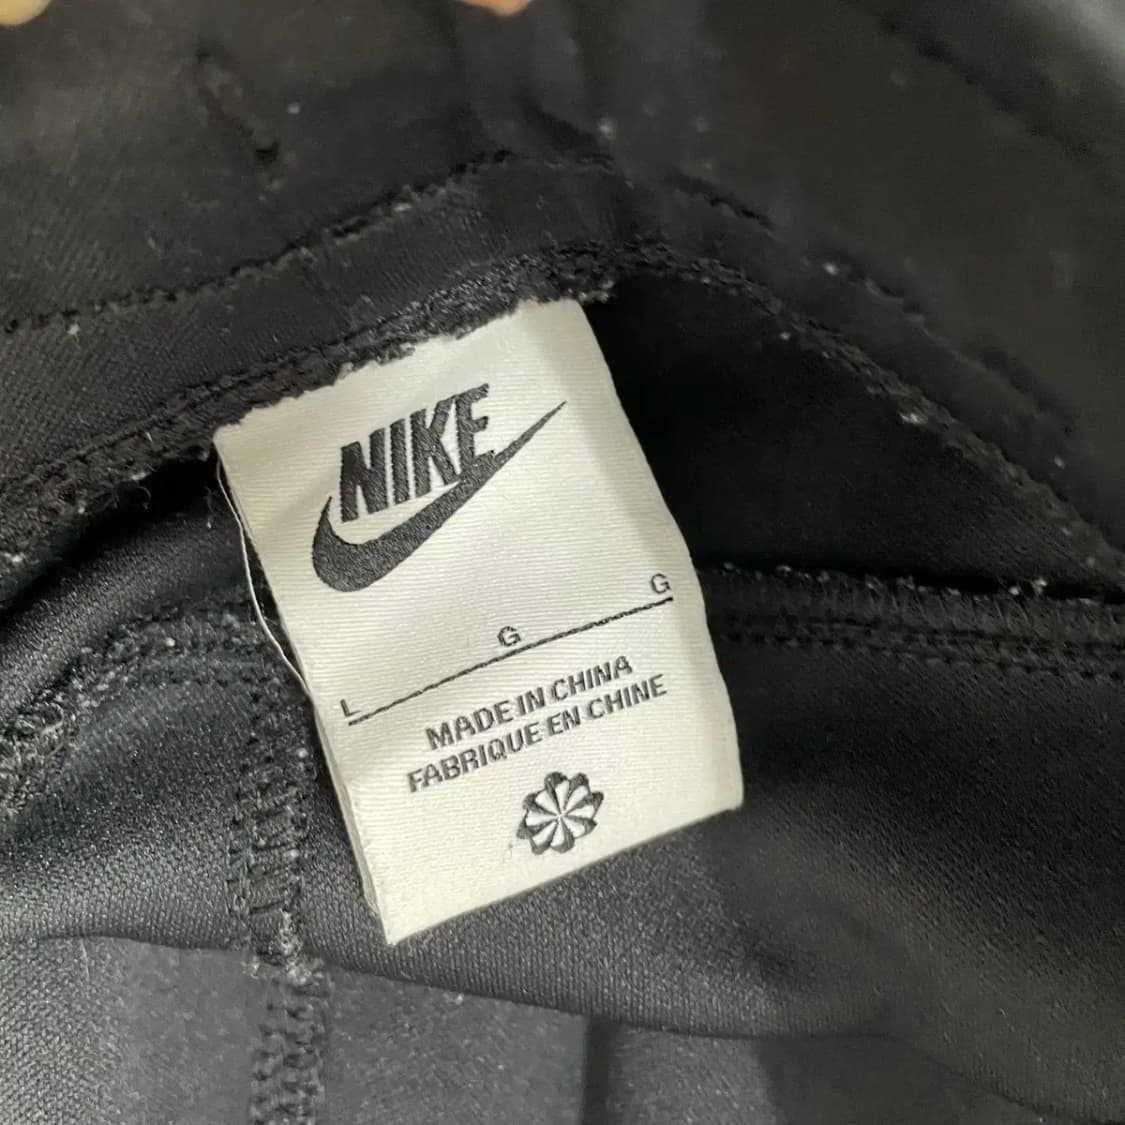 NIKE
L G G
MADE IN CHINA
FABRIQUE EN CHINE